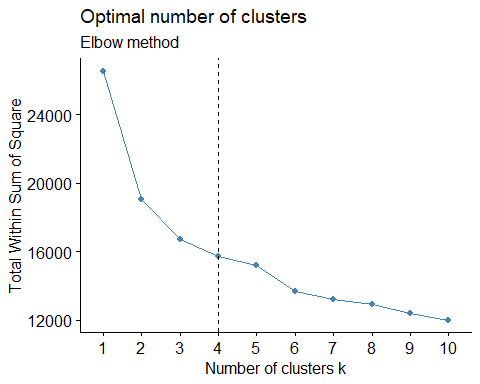 Optimal number of clusters
Elbow method
Total Within Sum of Square
24000
20000
16000
12000
1 2 3 4 5 6 7 8 9 10
Number of clusters k